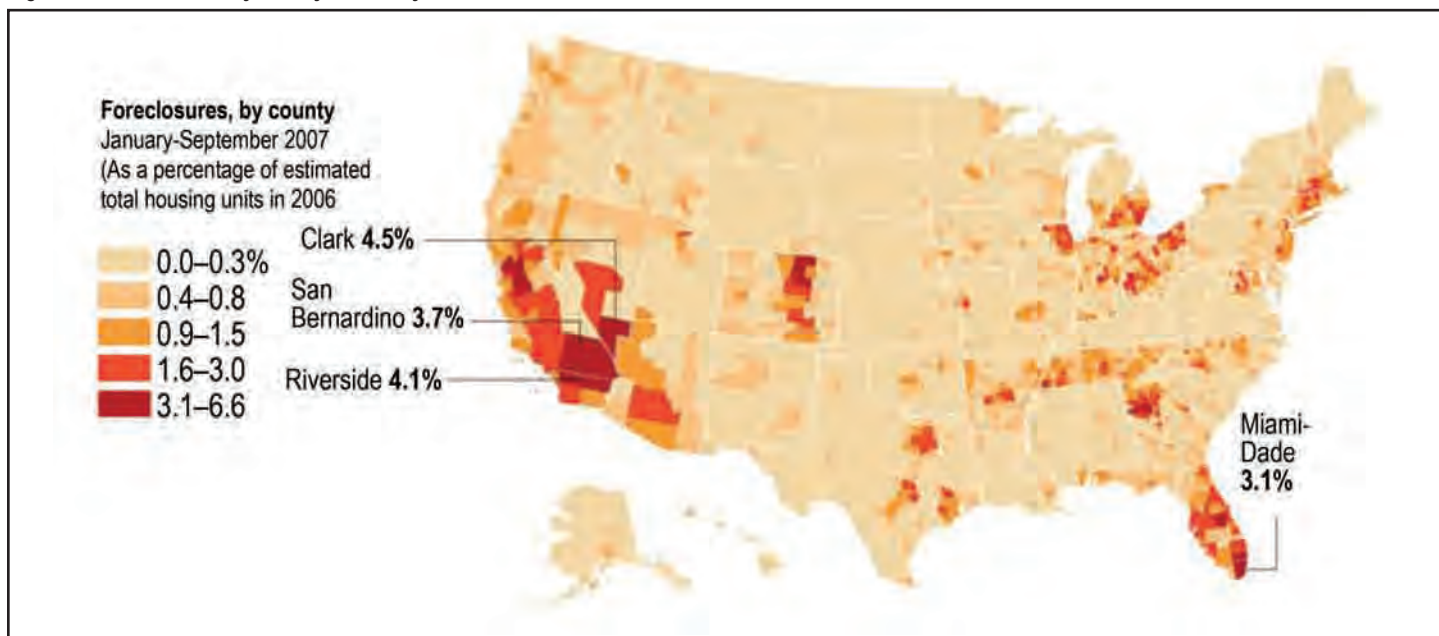 Foreclosures, by county
January-September 2007
(As a percentage of estimated
total housing units in 2006
0.0–0.3%
0.4–0.8
0.9–1.5
1.6–3.0
3.1–6.6
Clark 4.5%
San
Bernardino 3.7%
Riverside 4.1%
Miami-
Dade
3.1%